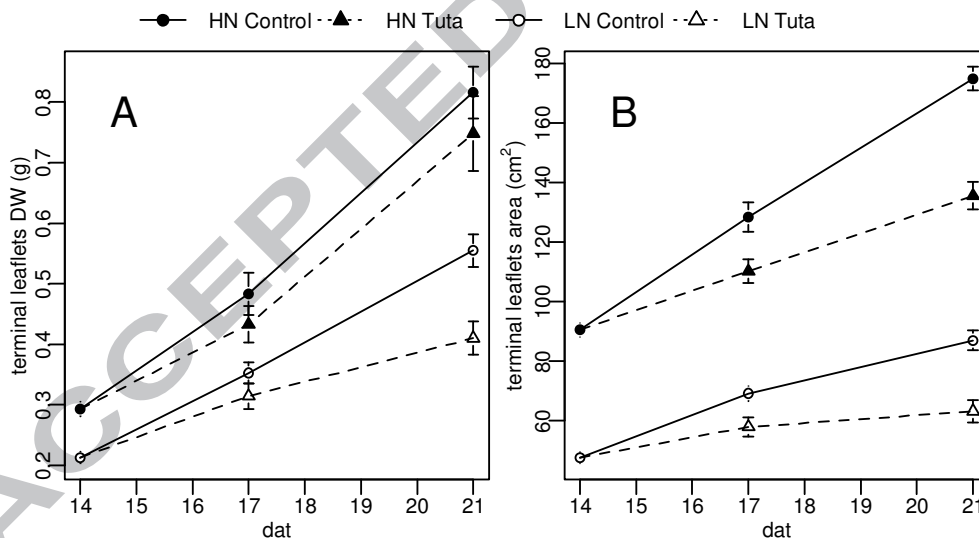 HN Control HN Tuta LN Control LN Tuta
A
terminal leaflets DW (g)
0.8
0.7
0.6
0.5
0.4
0.3
0.2
14 15 16 17 18 19 20 21
dat
B
terminal leaflets area (cm²)
180
160
140
120
100
80
60
14 15 16 17 18 19 20 21
dat
ACCEPTED